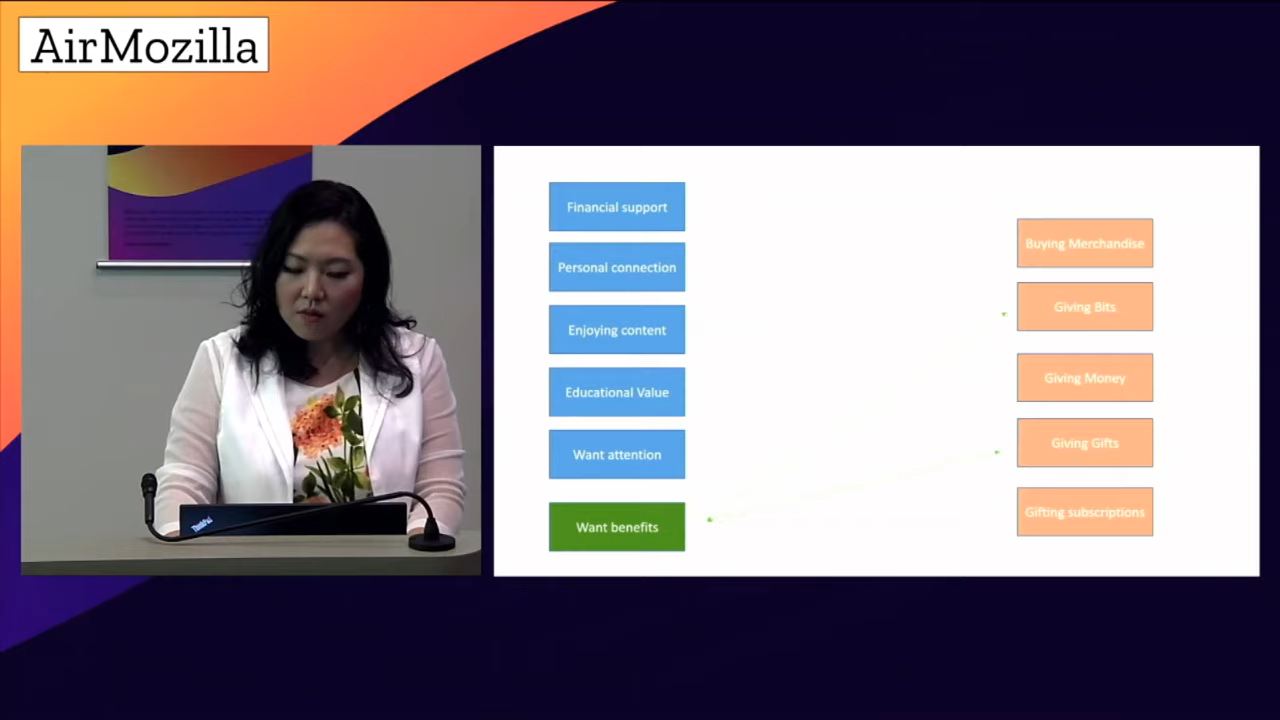 AirMozilla
ThinkPad
Financial support
Personal connection
Enjoying content
Educational Value
Want attention
Want benefits
Buying Merchandise
Giving Bits
Giving Money
Giving Gifts
Gifting subscriptions